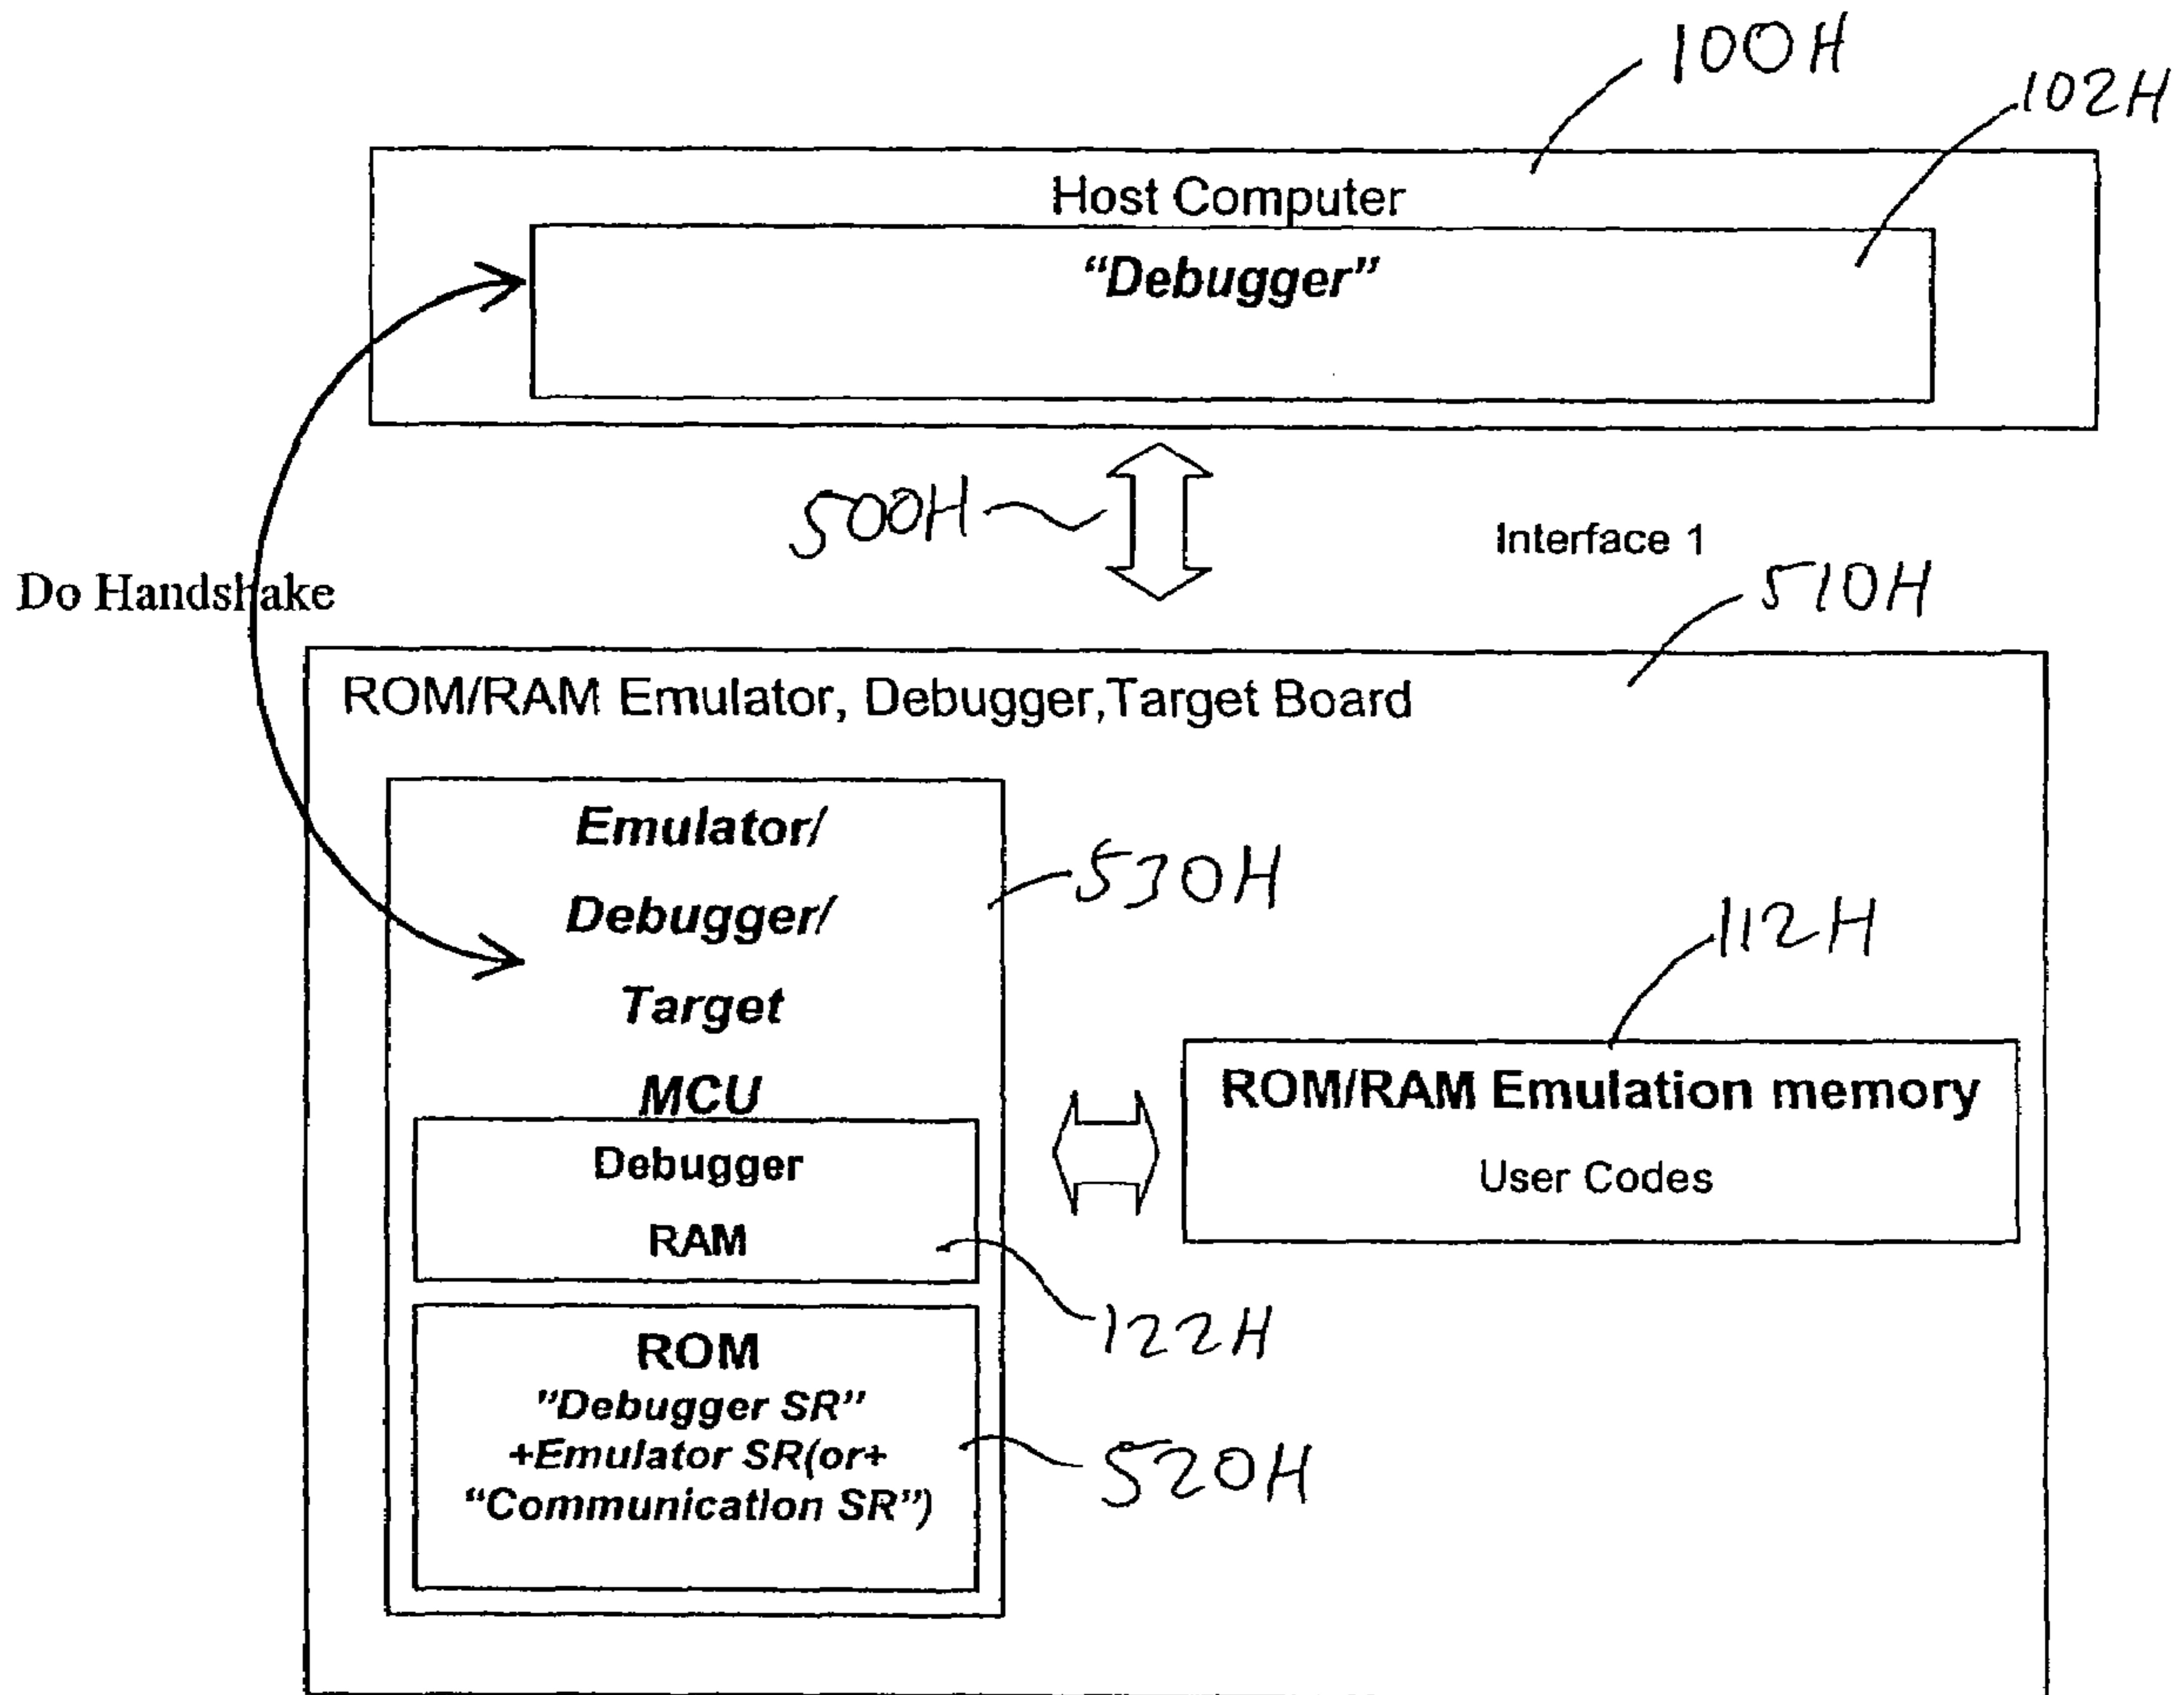 100H
102H
Host Computer
“Debugger”
500H
Interface 1
510H
Do Handshake
ROM/RAM Emulator, Debugger,Target Board
Emulator/
Debugger/
Target
MCU
530H
112H
ROM/RAM Emulation memory
User Codes
Debugger
RAM
122H
ROM
”Debugger SR”
+Emulator SR(or+
“Communication SR”)
520H